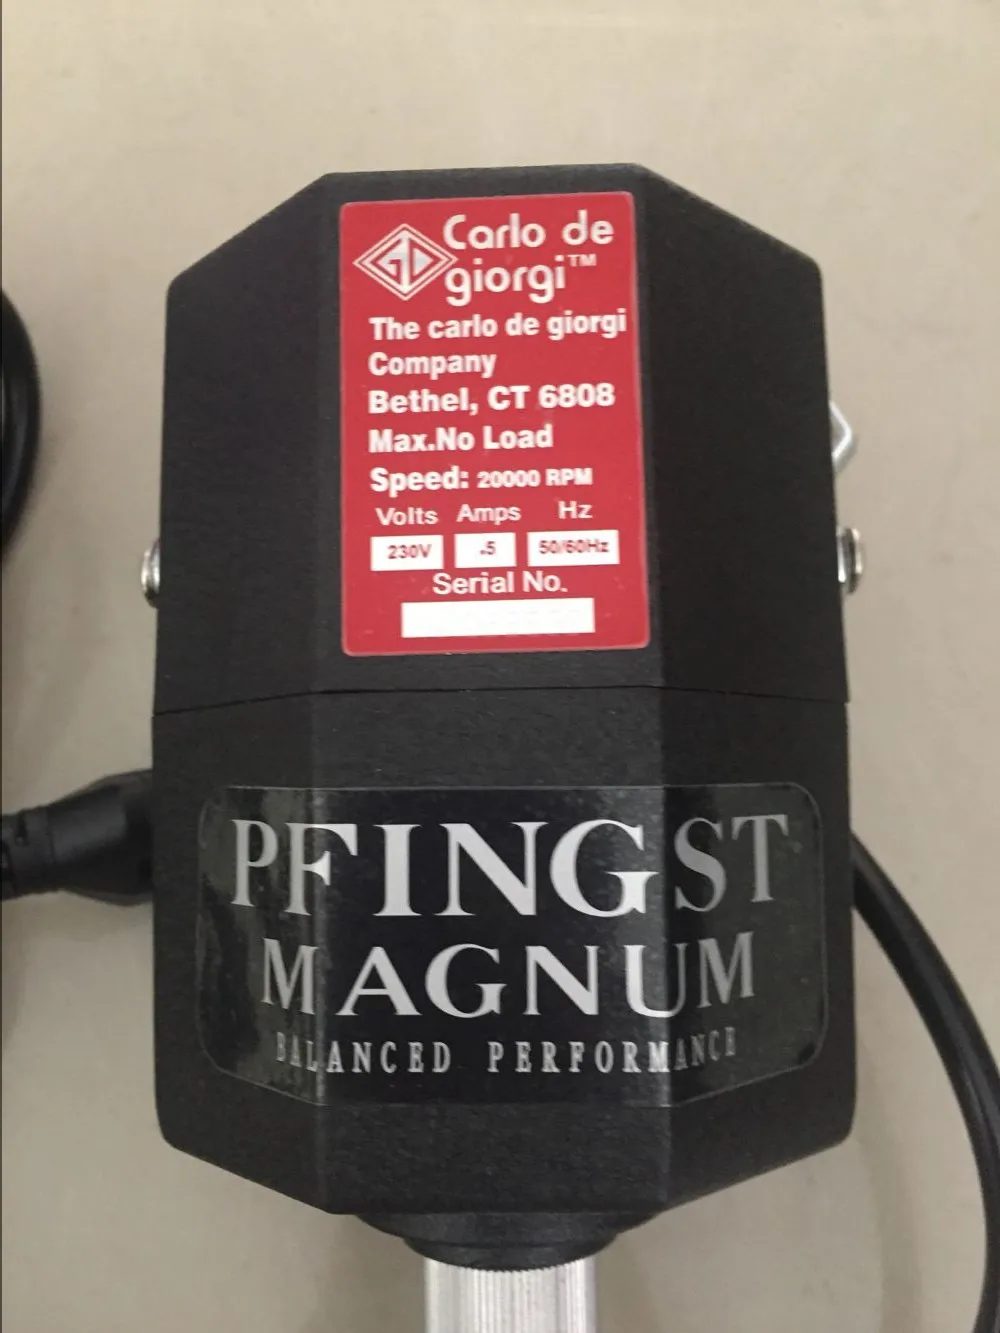 Carlo de
giorgi™
The carlo de giorgi
Company
Bethel, CT 6808
Max.No Load
Speed: 20000 RPM
Volts Amps Hz
230V .5 50/60Hz
Serial No.
PFINGST
MAGNUM
BALANCED PERFORMANCE